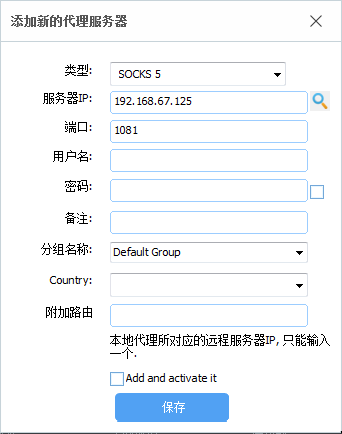 添加新的代理服务器
类型: SOCKS 5
服务器IP: 192.168.67.125
端口: 1081
用户名:
密码:
备注:
分组名称: Default Group
Country:
附加路由
本地代理所对应的远程服务器IP, 只能输入
一个.
Add and activate it
保存